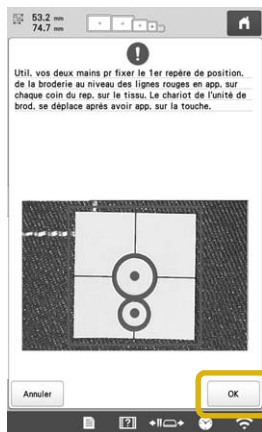 53.2 mm
74.7 mm
Util. vos deux mains pr fixer le 1er repère de position.
de la broderie au niveau des lignes rouges en app. sur
chaque coin du rep. sur le tissu. Le chariot de l'unité de
brod. se déplace après avoir app. sur la touche.
Annuler
OK